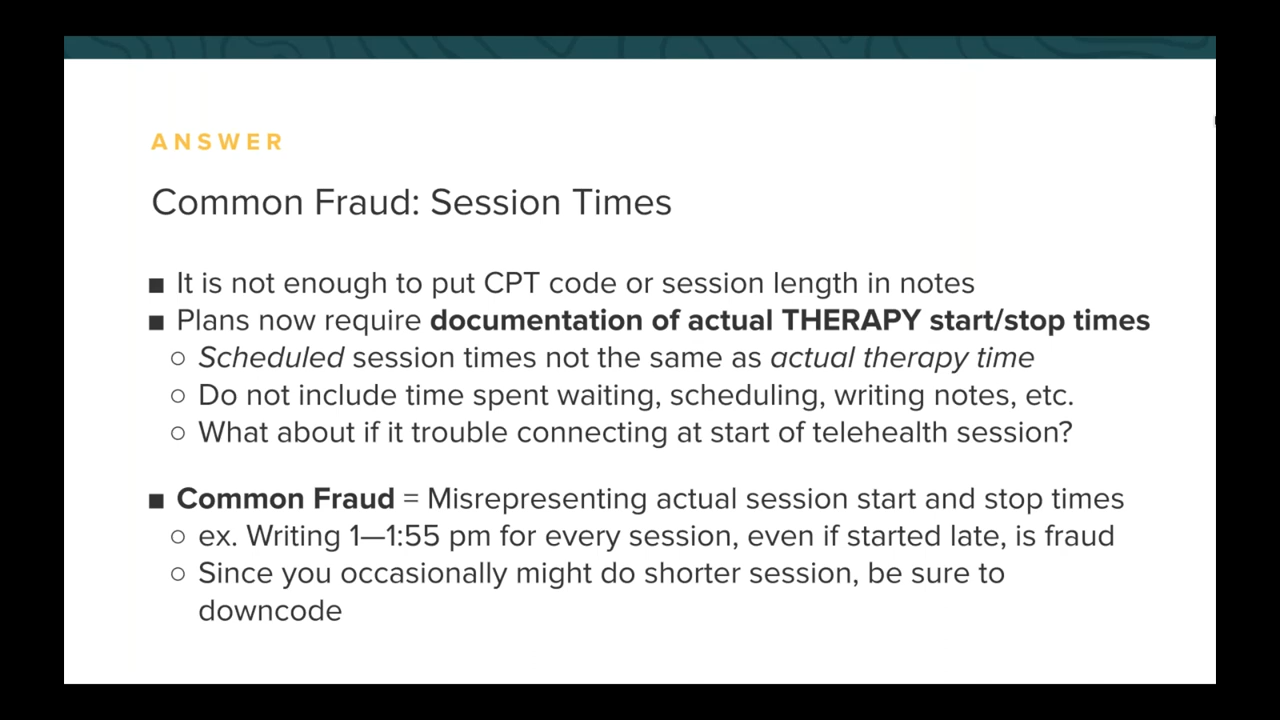 ANSWER
Common Fraud: Session Times
■ It is not enough to put CPT code or session length in notes
■ Plans now require documentation of actual THERAPY start/stop times
○ Scheduled session times not the same as actual therapy time
○ Do not include time spent waiting, scheduling, writing notes, etc.
○ What about if it trouble connecting at start of telehealth session?
■ Common Fraud = Misrepresenting actual session start and stop times
○ ex. Writing 1—1:55 pm for every session, even if started late, is fraud
○ Since you occasionally might do shorter session, be sure to
downcode